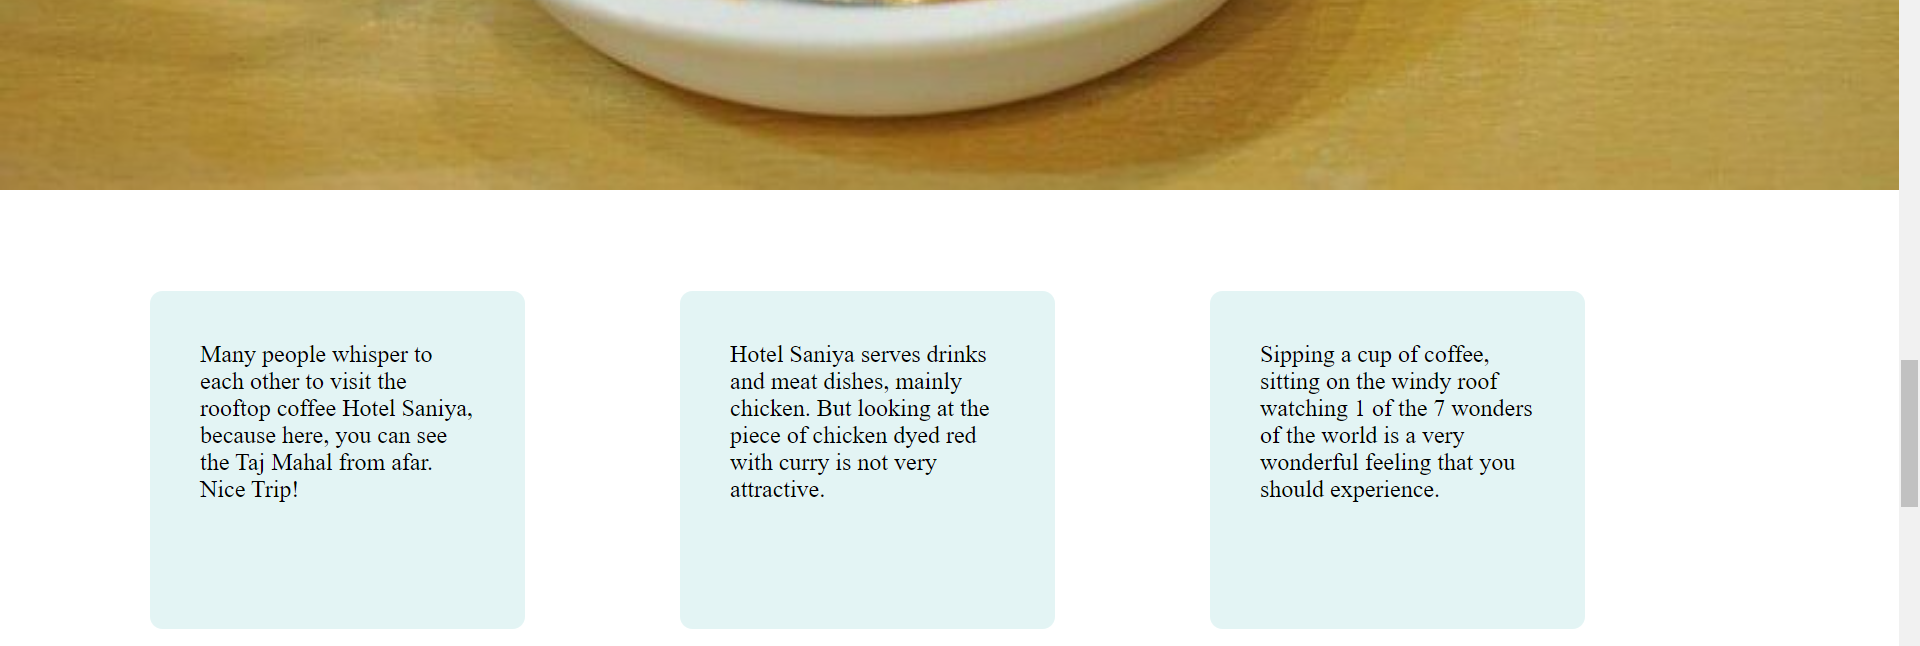 Many people whisper to
each other to visit the
rooftop coffee Hotel Saniya,
because here, you can see
the Taj Mahal from afar.
Nice Trip!
Hotel Saniya serves drinks
and meat dishes, mainly
chicken. But looking at the
piece of chicken dyed red
with curry is not very
attractive.
Sipping a cup of coffee,
sitting on the windy roof
watching 1 of the 7 wonders
of the world is a very
wonderful feeling that you
should experience.